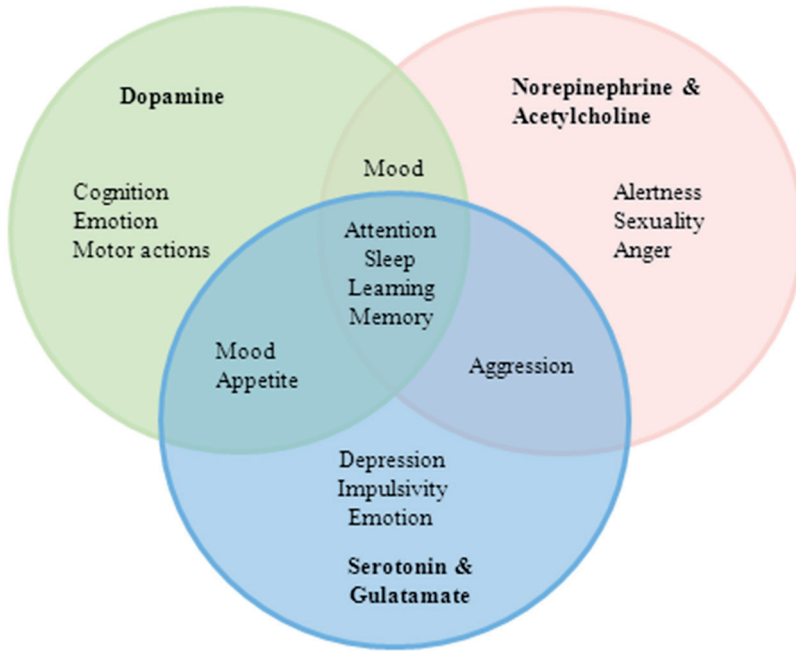 Dopamine
Norepinephrine &
Acetylcholine
Cognition
Emotion
Motor actions
Mood
Alertness
Sexuality
Anger
Attention
Sleep
Learning
Memory
Mood
Appetite
Aggression
Depression
Impulsivity
Emotion
Serotonin &
Gulatamate